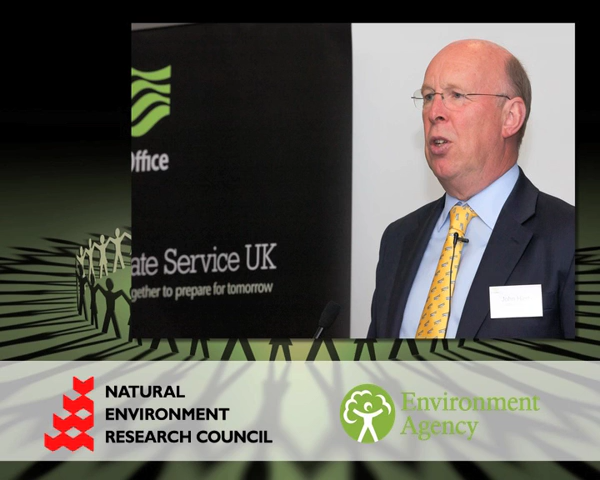 Office
ate Service UK
gether to prepare for tomorrow
NATURAL
ENVIRONMENT
RESEARCH COUNCIL
Environment
Agency